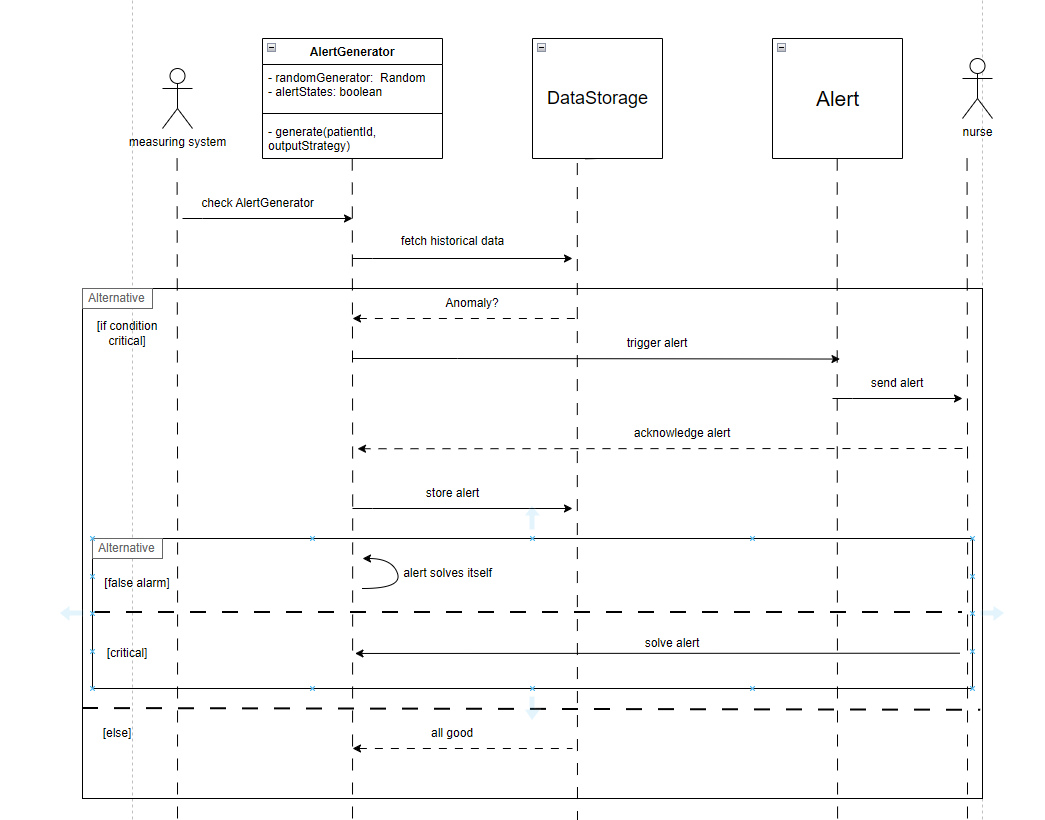 AlertGenerator
- randomGenerator:  Random
- alertStates: boolean
- generate(patientId,
outputStrategy)
DataStorage
Alert
measuring system
nurse
check AlertGenerator
fetch historical data
Alternative
[if condition
critical]
Anomaly?
trigger alert
send alert
acknowledge alert
store alert
Alternative
[false alarm]
alert solves itself
[critical]
solve alert
[else]
all good